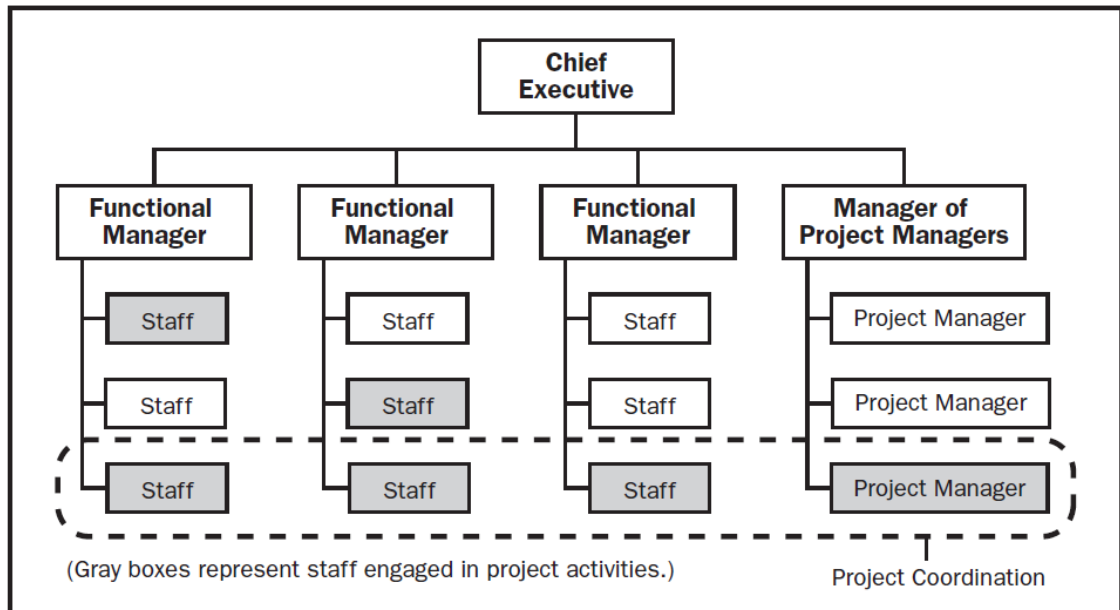 Chief
Executive
Functional
Manager
Functional
Manager
Functional
Manager
Manager of
Project Managers
Staff
Staff
Staff
Project Manager
Staff
Staff
Staff
Project Manager
Staff
Staff
Staff
Project Manager
(Gray boxes represent staff engaged in project activities.)
Project Coordination